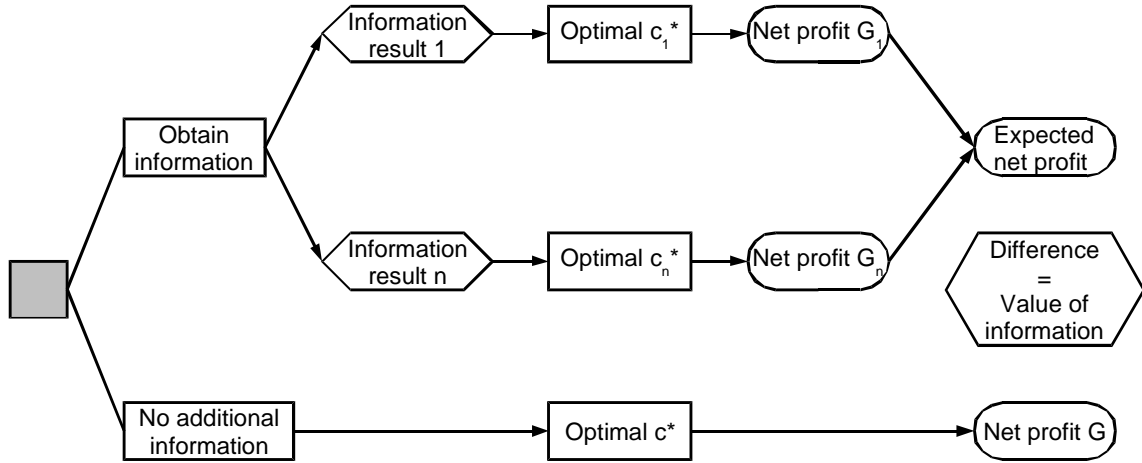 Information
result 1
Optimal c₁*
Net profit G₁
Obtain
information
Expected
net profit
Information
result n
Optimal cₙ*
Net profit Gₙ
Difference
=
Value of
information
No additional
information
Optimal c*
Net profit G